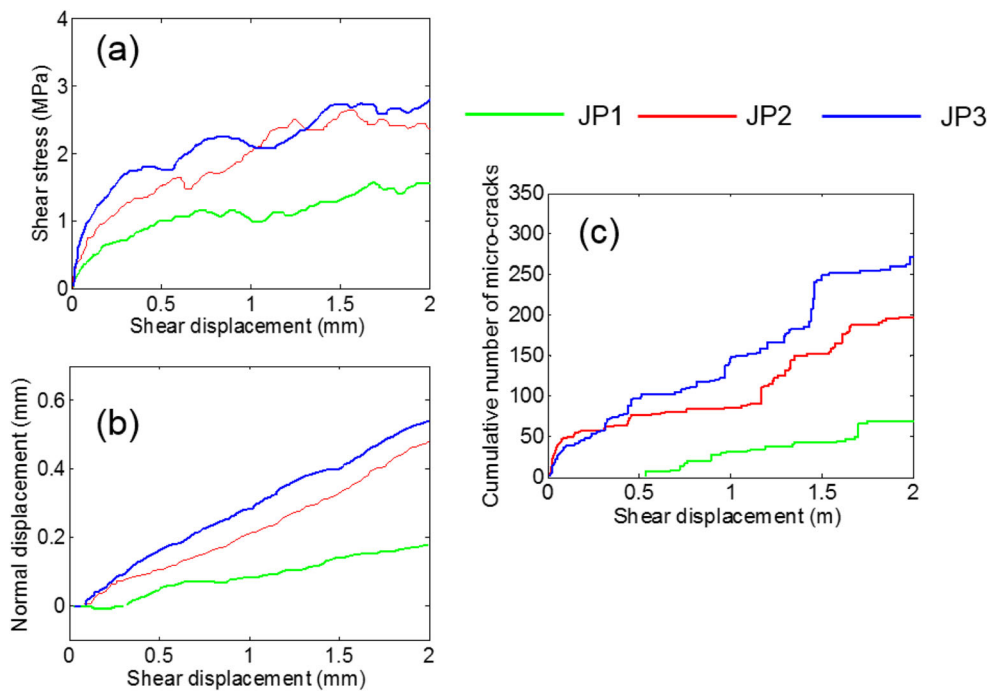 (a)
Shear stress (MPa)
4
3
2
1
0
0 0.5 1 1.5 2
Shear displacement (mm)
JP1 JP2 JP3
(b)
Normal displacement (mm)
0.6
0.4
0.2
0
0 0.5 1 1.5 2
Shear displacement (mm)
(c)
Cumulative number of micro-cracks
350
300
250
200
150
100
50
0
0 0.5 1 1.5 2
Shear displacement (m)